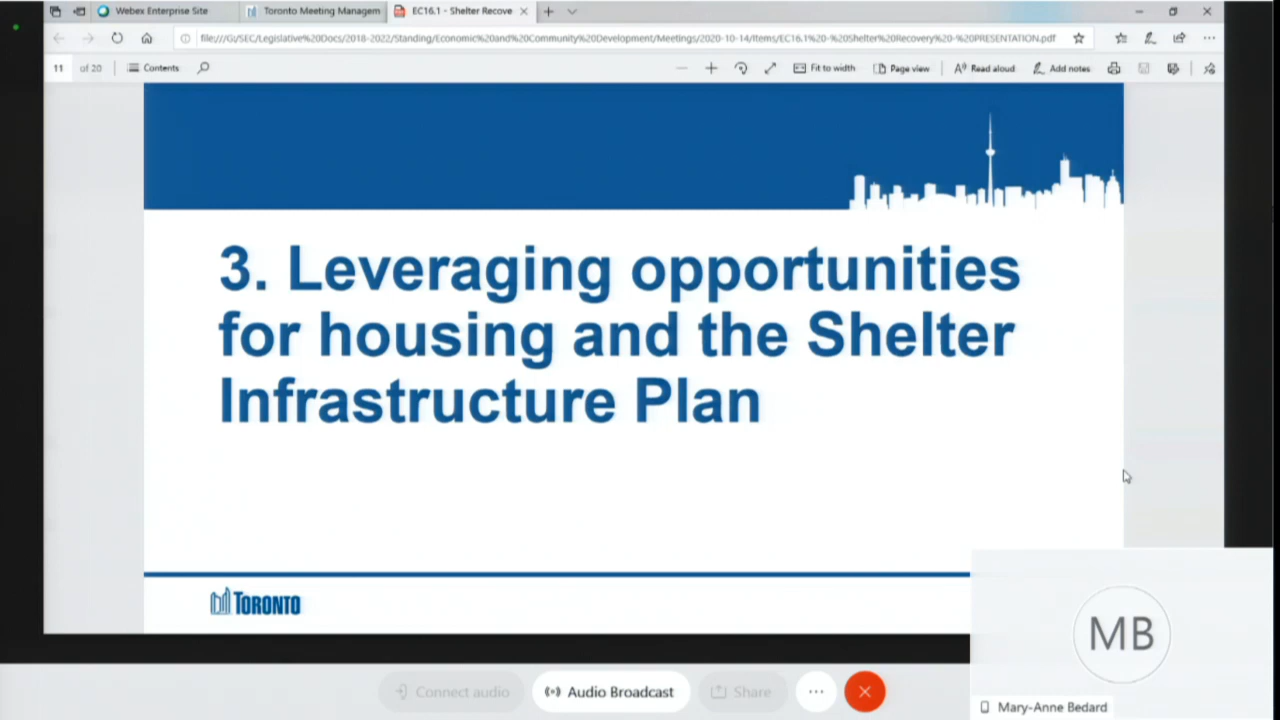 Webex Enterprise Site
Toronto Meeting Managem
EC16.1 - Shelter Recove
file:///G:/SEC/Legislative%20Docs/2018-2022/Standing/Economic%20and%20Community%20Development/Meetings/2020-10-14/Items/EC16.1%20-%20Shelter%20Recovery%20-%20PRESENTATION.pdf
11 of 20
Contents
Fit to width
Page view
Read aloud
Add notes
3. Leveraging opportunities
for housing and the Shelter
Infrastructure Plan
TORONTO
MB
Connect audio
Audio Broadcast
Share
Mary-Anne Bedard